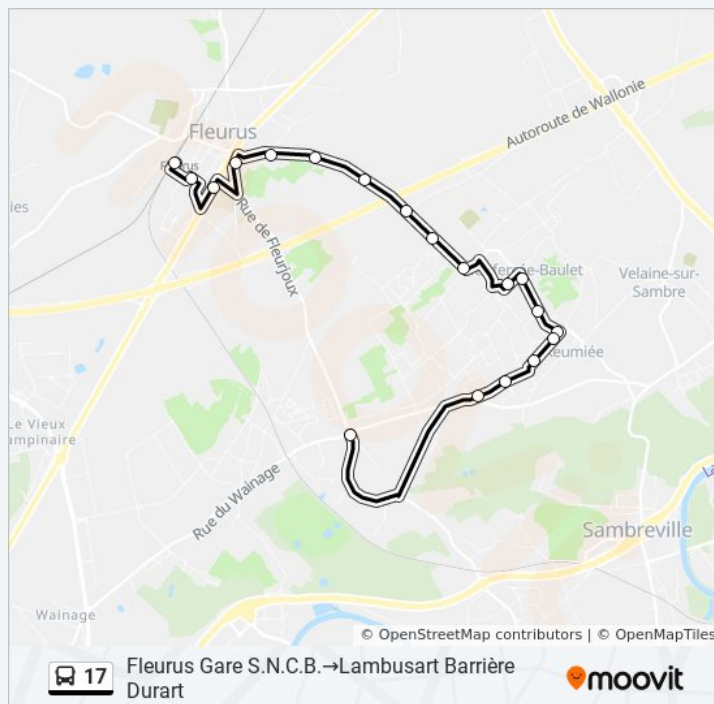 Fleurus
Autoroute de Wallonie
Rue de Fleurjoux
Velaine-sur-
Sambre
Le Vieux
Rue du Wainage
Sambreville
Wainage
© OpenStreetMap contributors | © OpenMapTiles
17
Fleurus Gare S.N.C.B.→Lambusart Barrière
Durart
moovit